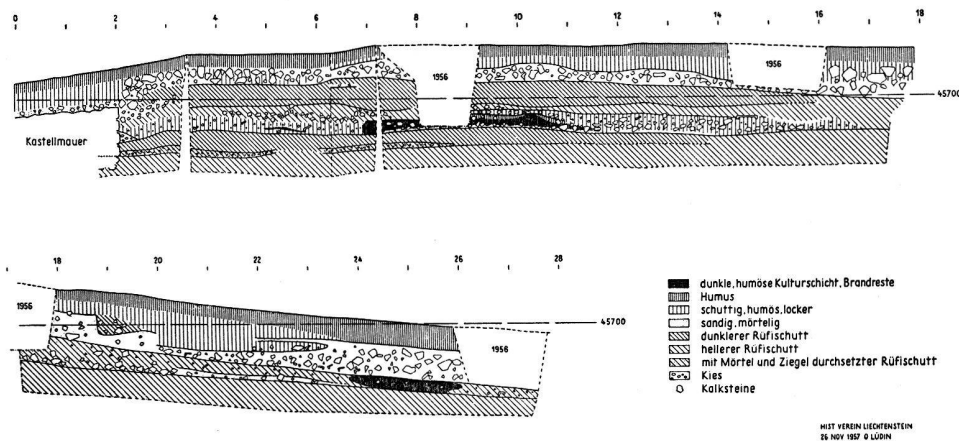 0 2 4 6 8 10 12 14 16 18
1956
1956
45700
Kastellmauer
18 20 22 24 26 28
1956
45700
1956
dunkle, humöse Kulturschicht, Brandreste
Humus
schuttig, humös, locker
sandig, mörtelig
dunklerer Rüfischutt
hellerer Rüfischutt
mit Mörtel und Ziegel durchsetzter Rüfischutt
Kies
Kalksteine
HIST VEREIN LIECHTENSTEIN
26 NOV 1957 O LÜDIN